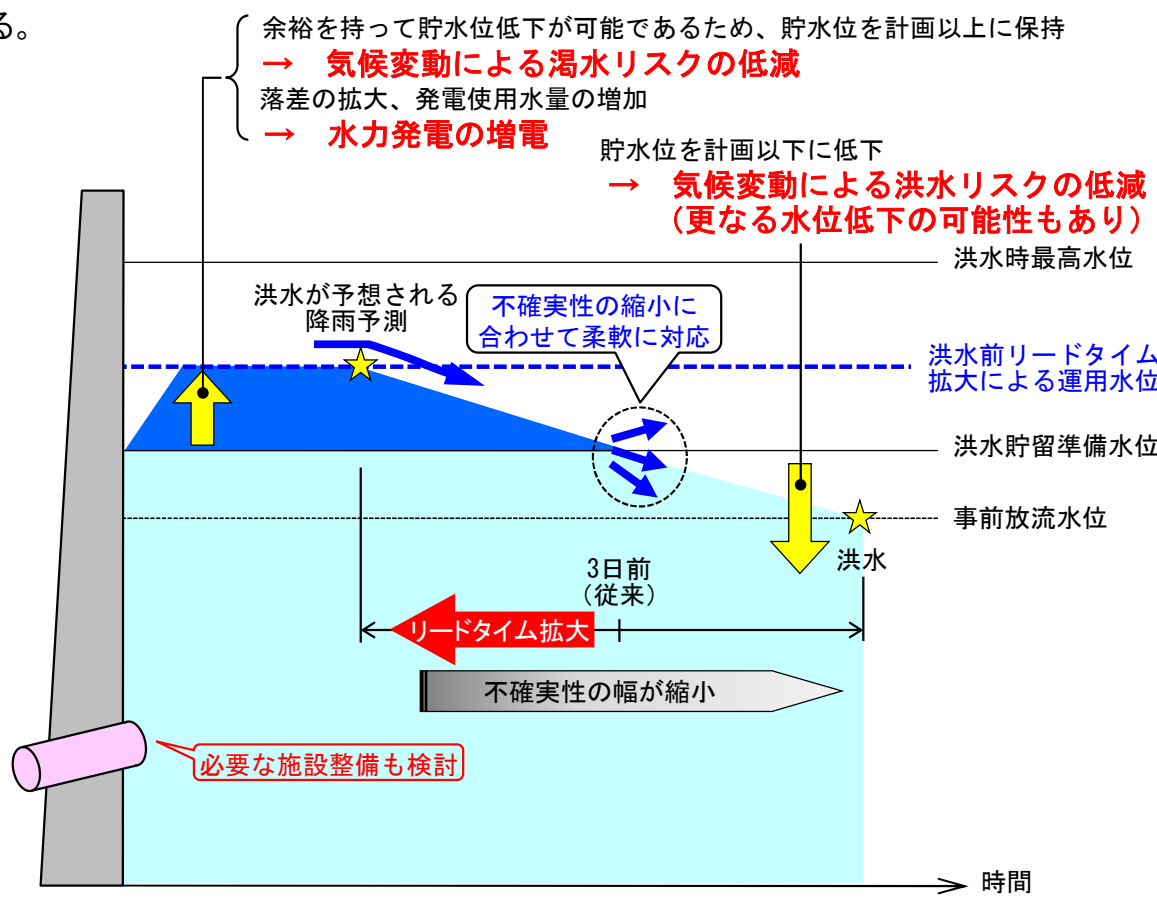 る。
余裕を持って貯水位低下が可能であるため、貯水位を計画以上に保持
→ 気候変動による渇水リスクの低減
落差の拡大、発電使用水量の増加
→ 水力発電の増電
貯水位を計画以下に低下
→ 気候変動による洪水リスクの低減
（更なる水位低下の可能性もあり）
洪水時最高水位
洪水が予想される
降雨予測
不確実性の縮小に
合わせて柔軟に対応
洪水前リードタイム
拡大による運用水位
洪水貯留準備水位
事前放流水位
洪水
3日前
（従来）
リードタイム拡大
不確実性の幅が縮小
必要な施設整備も検討
時間